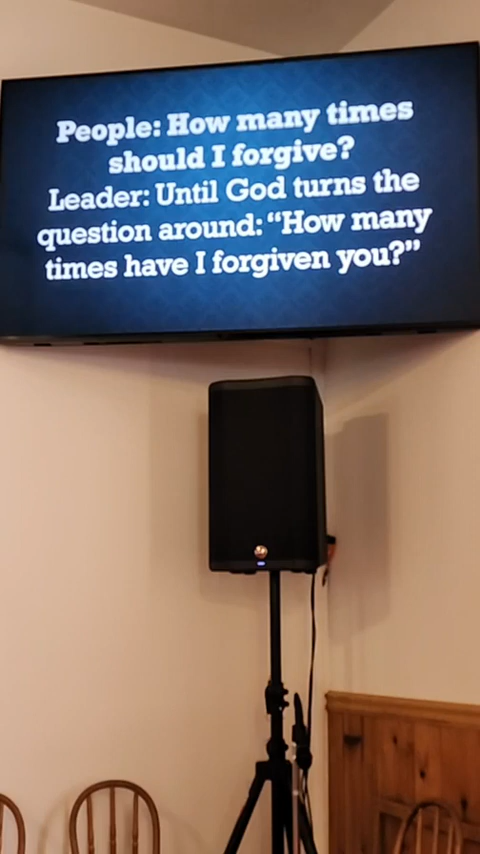 People: How many times
should I forgive?
Leader: Until God turns the
question around: “How many
times have I forgiven you?”